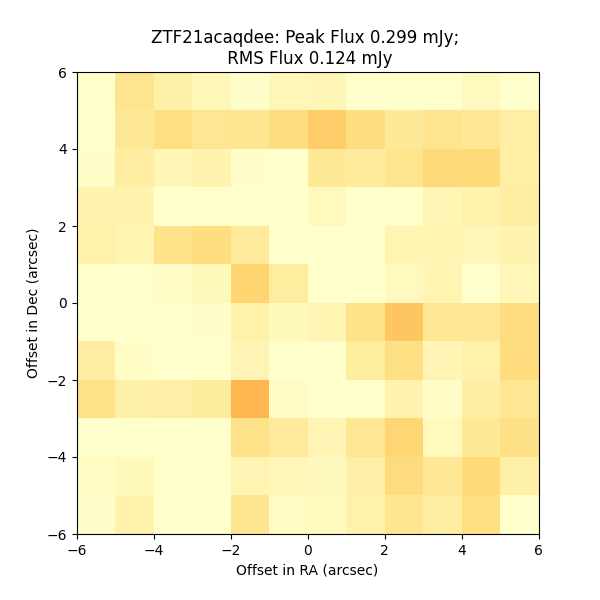 ZTF21acaqdee: Peak Flux 0.299 mJy;
RMS Flux 0.124 mJy
6
4
2
0
−2
−4
−6
Offset in Dec (arcsec)
−6 −4 −2 0 2 4 6
Offset in RA (arcsec)